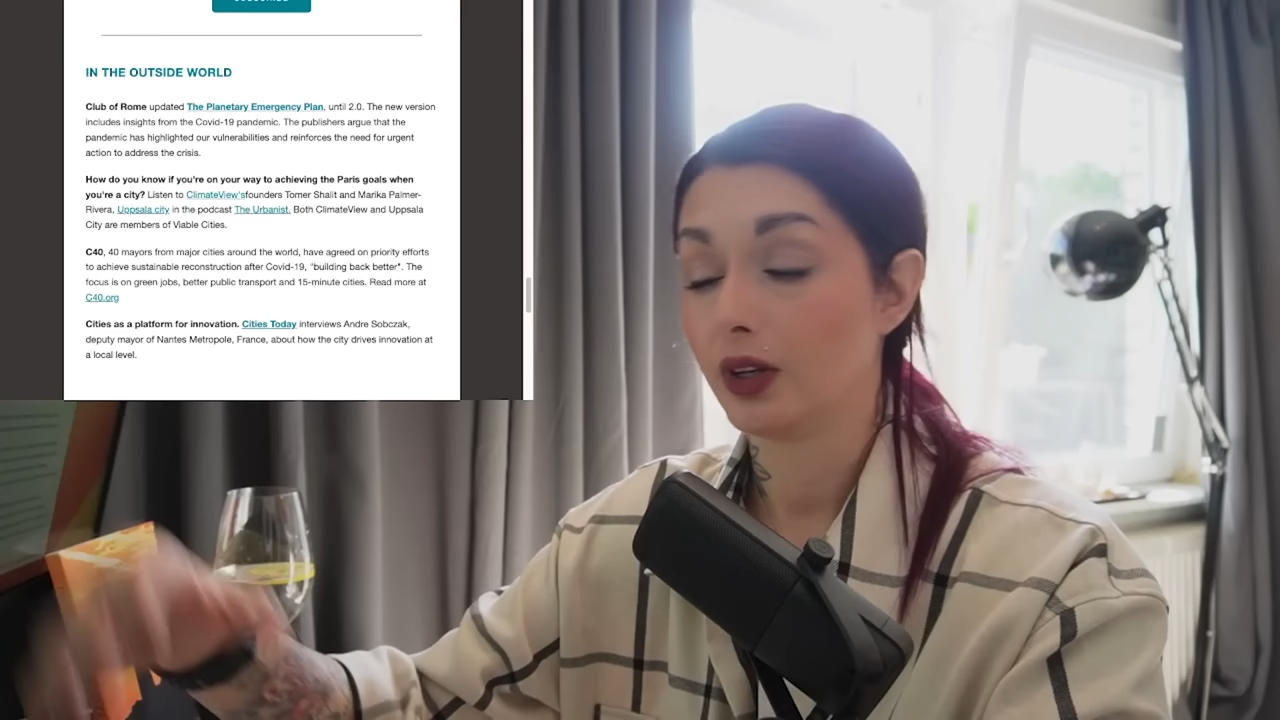 IN THE OUTSIDE WORLD
Club of Rome updated The Planetary Emergency Plan, until 2.0. The new version
includes insights from the Covid-19 pandemic. The publishers argue that the
pandemic has highlighted our vulnerabilities and reinforces the need for urgent
action to address the crisis.
How do you know if you're on your way to achieving the Paris goals when
you're a city? Listen to ClimateView'sfounders Tomer Shalit and Marika Palmer-
Rivera, Uppsala city in the podcast The Urbanist. Both ClimateView and Uppsala
City are members of Viable Cities.
C40, 40 mayors from major cities around the world, have agreed on priority efforts
to achieve sustainable reconstruction after Covid-19, "building back better". The
focus is on green jobs, better public transport and 15-minute cities. Read more at
C40.org
Cities as a platform for innovation. Cities Today interviews Andre Sobczak,
deputy mayor of Nantes Metropole, France, about how the city drives innovation at
a local level.